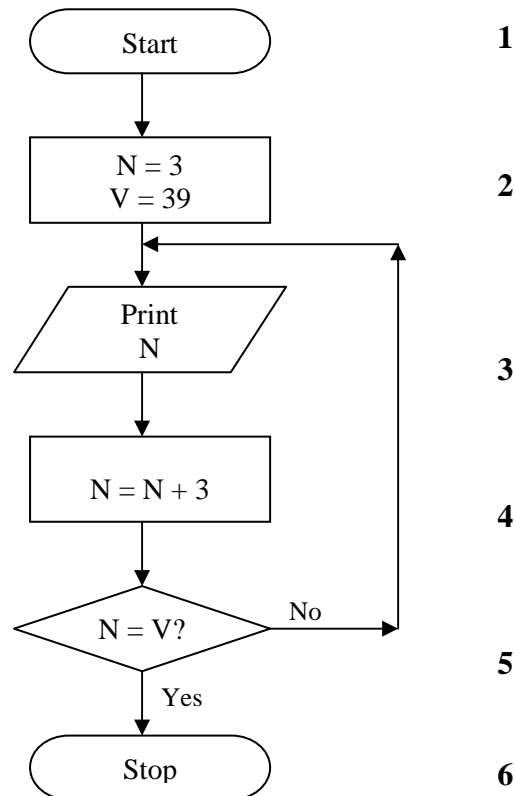 Start
1
N = 3
V = 39
2
Print
N
3
N = N + 3
4
N = V?
No
5
Yes
Stop
6